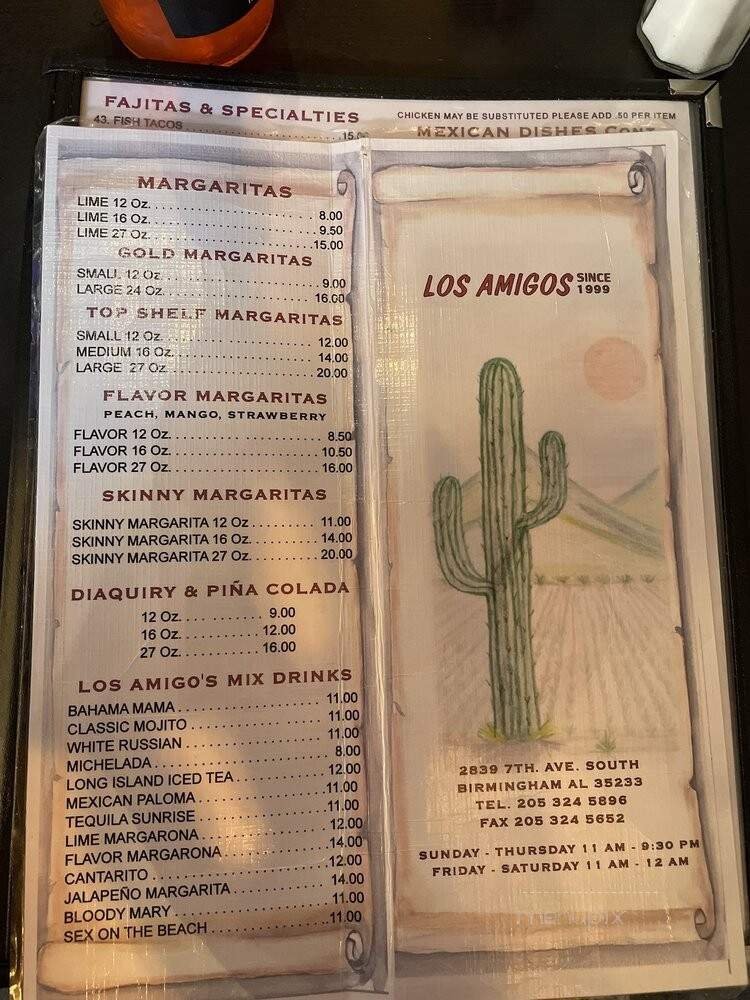 FAJITAS & SPECIALTIES
43. FISH TACOS ........ 15.
CHICKEN MAY BE SUBSTITUTED PLEASE ADD .50 PER ITEM
MEXICAN DISHES CONT
MARGARITAS
LIME 12 Oz. ........ 8.00
LIME 16 Oz. ........ 9.50
LIME 27 Oz. ........ 15.00
GOLD MARGARITAS
SMALL 12 Oz. ........ 9.00
LARGE 24 OZ. ........ 16.00
TOP SHELF MARGARITAS
SMALL 12 Oz. ........ 12.00
MEDIUM 16 Oz. ........ 14.00
LARGE 27 Oz. ........ 20.00
FLAVOR MARGARITAS
PEACH, MANGO, STRAWBERRY
FLAVOR 12 Oz. ........ 8.50
FLAVOR 16 Oz. ........ 10.50
FLAVOR 27 Oz. ........ 16.00
SKINNY MARGARITAS
SKINNY MARGARITA 12 Oz ........ 11.00
SKINNY MARGARITA 16 Oz. ........ 14.00
SKINNY MARGARITA 27 Oz. ........ 20.00
DIAQUIRY & PIÑA COLADA
12 Oz. ........ 9.00
16 Oz. ........ 12.00
27 Oz. ........ 16.00
LOS AMIGO'S MIX DRINKS
BAHAMA MAMA ........ 11.00
CLASSIC MOJITO ........ 11.00
WHITE RUSSIAN ........ 11.00
MICHELADA ........ 8.00
LONG ISLAND ICED TEA ........ 12.00
MEXICAN PALOMA ........ 11.00
TEQUILA SUNRISE ........ 11.00
LIME MARGARONA ........ 12.00
FLAVOR MARGARONA ........ 14.00
CANTARITO ........ 12.00
JALAPEÑO MARGARITA ........ 14.00
BLOODY MARY ........ 11.00
SEX ON THE BEACH ........ 11.00
LOS AMIGOS SINCE 1999
2839 7TH. AVE. SOUTH
BIRMINGHAM AL 35233
TEL. 205 324 5896
FAX 205 324 5652
SUNDAY - THURSDAY 11 AM - 9:30 PM
FRIDAY - SATURDAY 11 AM - 12 AM